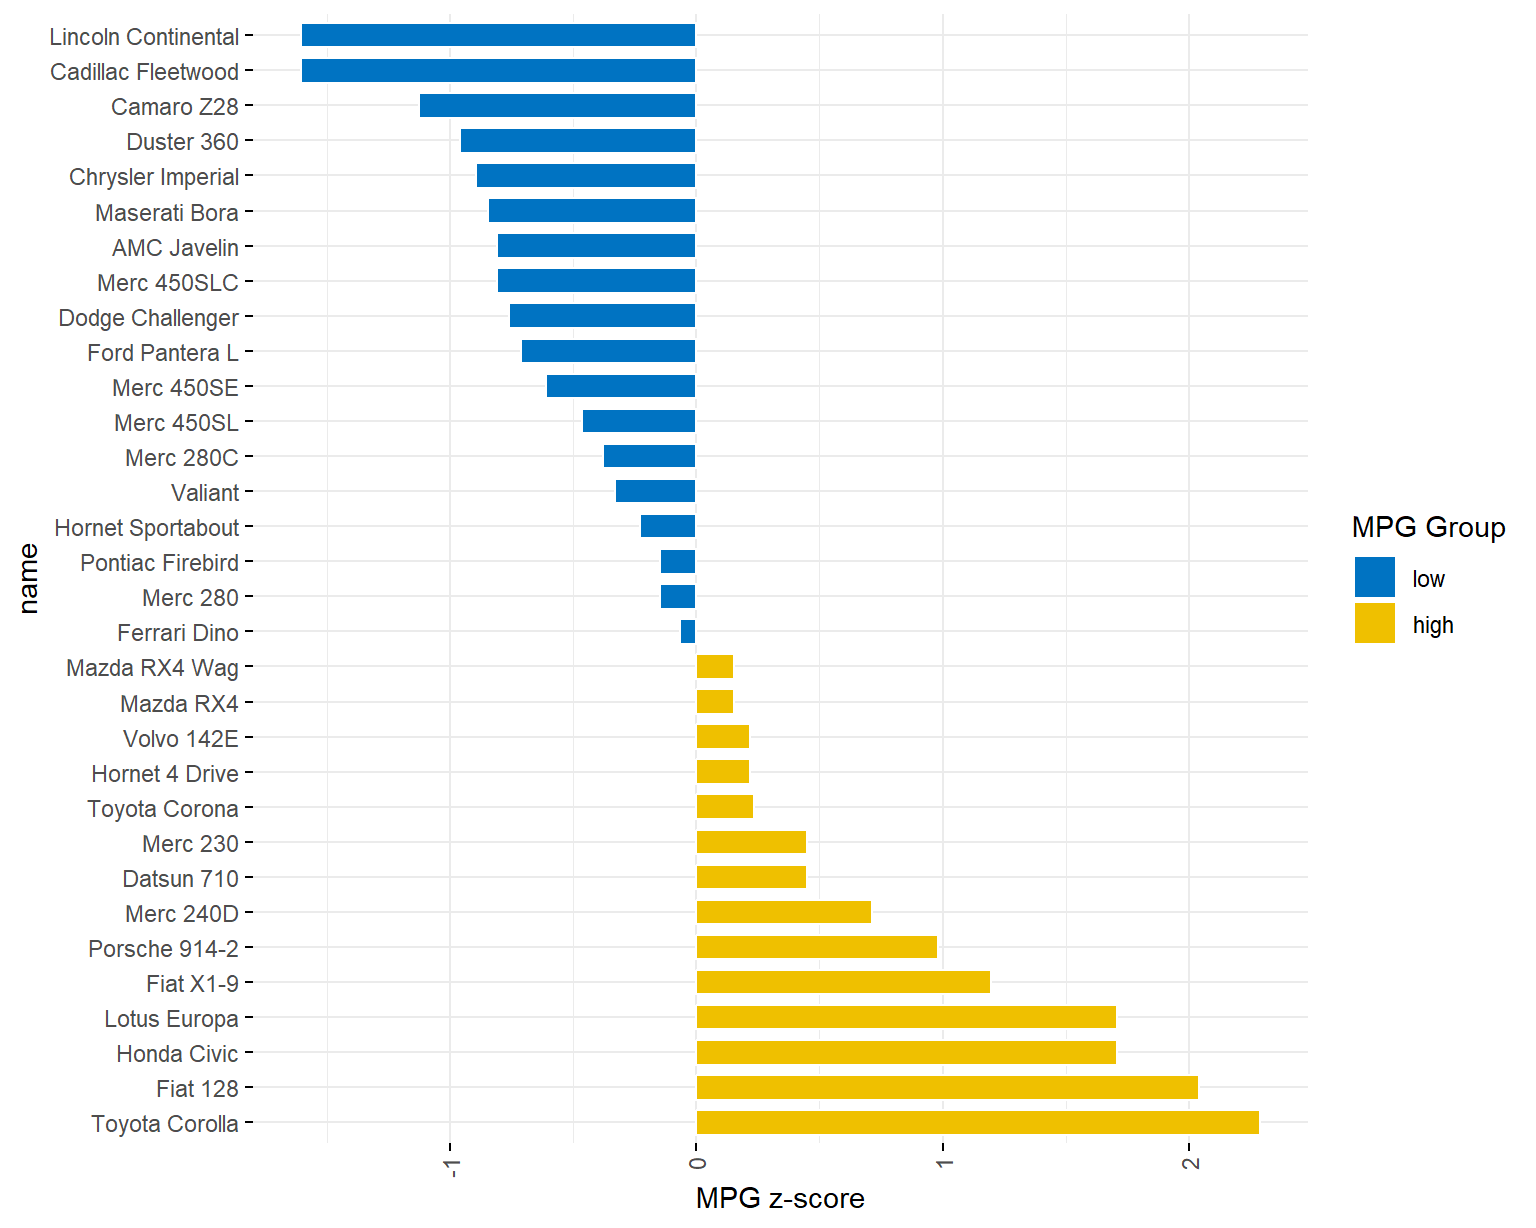 Lincoln Continental
Cadillac Fleetwood
Camaro Z28
Duster 360
Chrysler Imperial
Maserati Bora
AMC Javelin
Merc 450SLC
Dodge Challenger
Ford Pantera L
Merc 450SE
Merc 450SL
Merc 280C
Valiant
Hornet Sportabout
Pontiac Firebird
Merc 280
Ferrari Dino
Mazda RX4 Wag
Mazda RX4
Volvo 142E
Hornet 4 Drive
Toyota Corona
Merc 230
Datsun 710
Merc 240D
Porsche 914-2
Fiat X1-9
Lotus Europa
Honda Civic
Fiat 128
Toyota Corolla
name
-1
0
1
2
MPG z-score
MPG Group
low
high